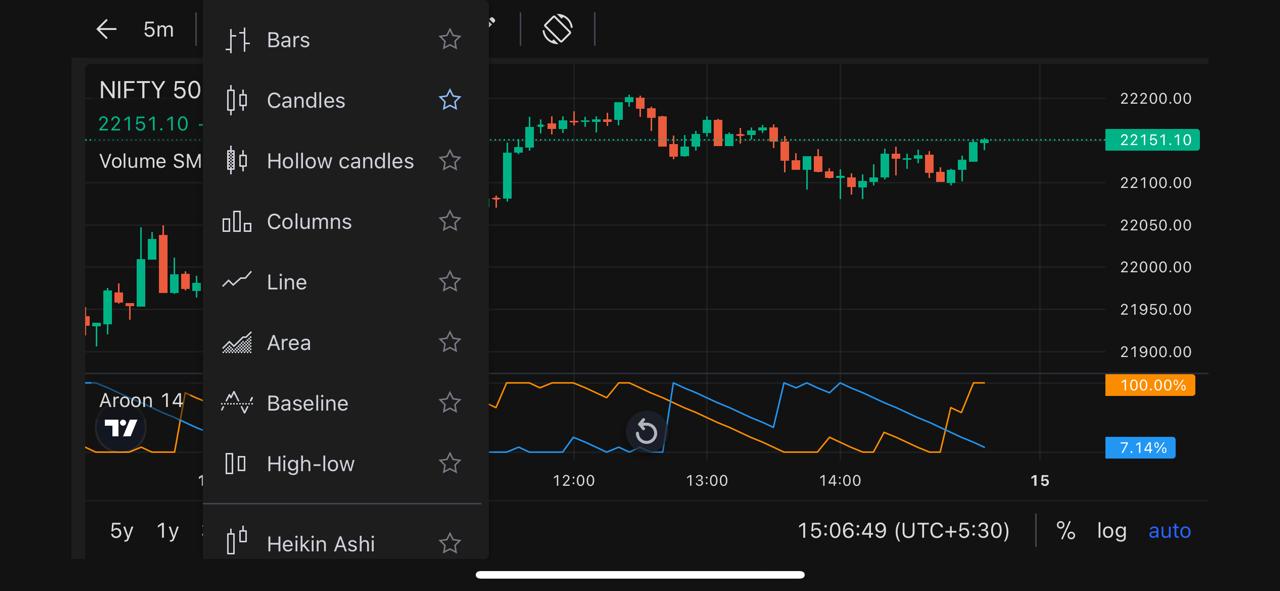 5m
Bars
Candles
Hollow candles
Columns
Line
Area
Baseline
High-low
Heikin Ashi
NIFTY 50
22151.10 -
Volume SM
Aroon 14
22200.00
22151.10
22100.00
22050.00
22000.00
21950.00
21900.00
100.00%
7.14%
12:00 13:00 14:00 15
5y 1y
15:06:49 (UTC+5:30) % log auto